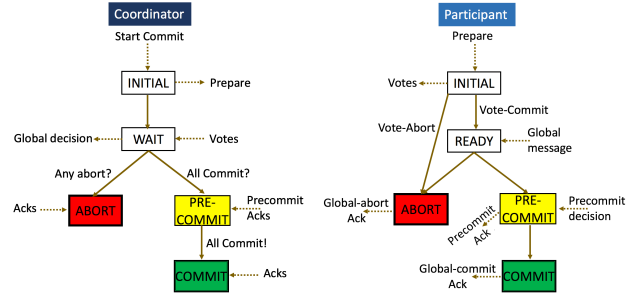 Coordinator
Start Commit
INITIAL
Prepare
Global decision
WAIT
Votes
Any abort?
All Commit?
Acks
ABORT
PRE-
COMMIT
Precommit
Acks
All Commit!
COMMIT
Acks
Participant
Prepare
Votes
INITIAL
Vote-Commit
Vote-Abort
READY
Global
message
Global-abort
Ack
ABORT
PRE-
COMMIT
Precommit
decision
Precommit
Ack
Global-commit
Ack
COMMIT